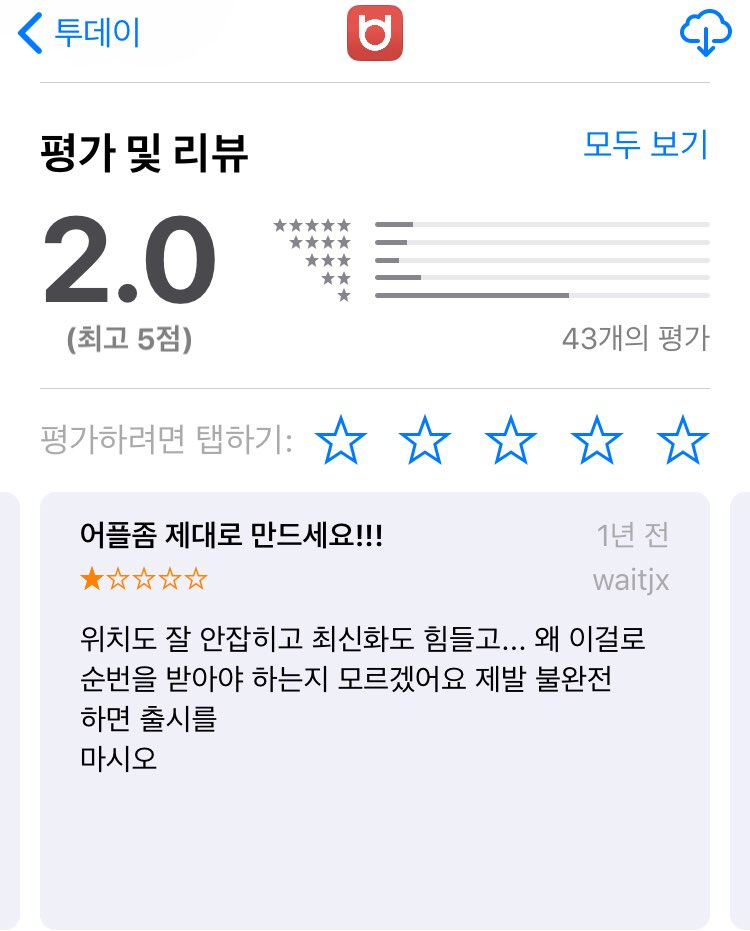 투데이
평가 및 리뷰
모두 보기
2.0
(최고 5점)
43개의 평가
평가하려면 탭하기:
어플좀 제대로 만드세요!!!
1년 전
waitjx
위치도 잘 안잡히고 최신화도 힘들고... 왜 이걸로
순번을 받아야 하는지 모르겠어요 제발 불완전
하면 출시를
마시오